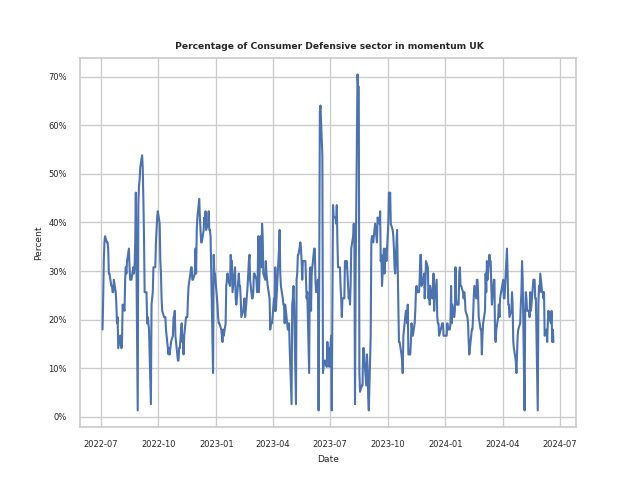 Percentage of Consumer Defensive sector in momentum UK
70%
60%
50%
40%
30%
20%
10%
0%
Percent
2022-07 2022-10 2023-01 2023-04 2023-07 2023-10 2024-01 2024-04 2024-07
Date